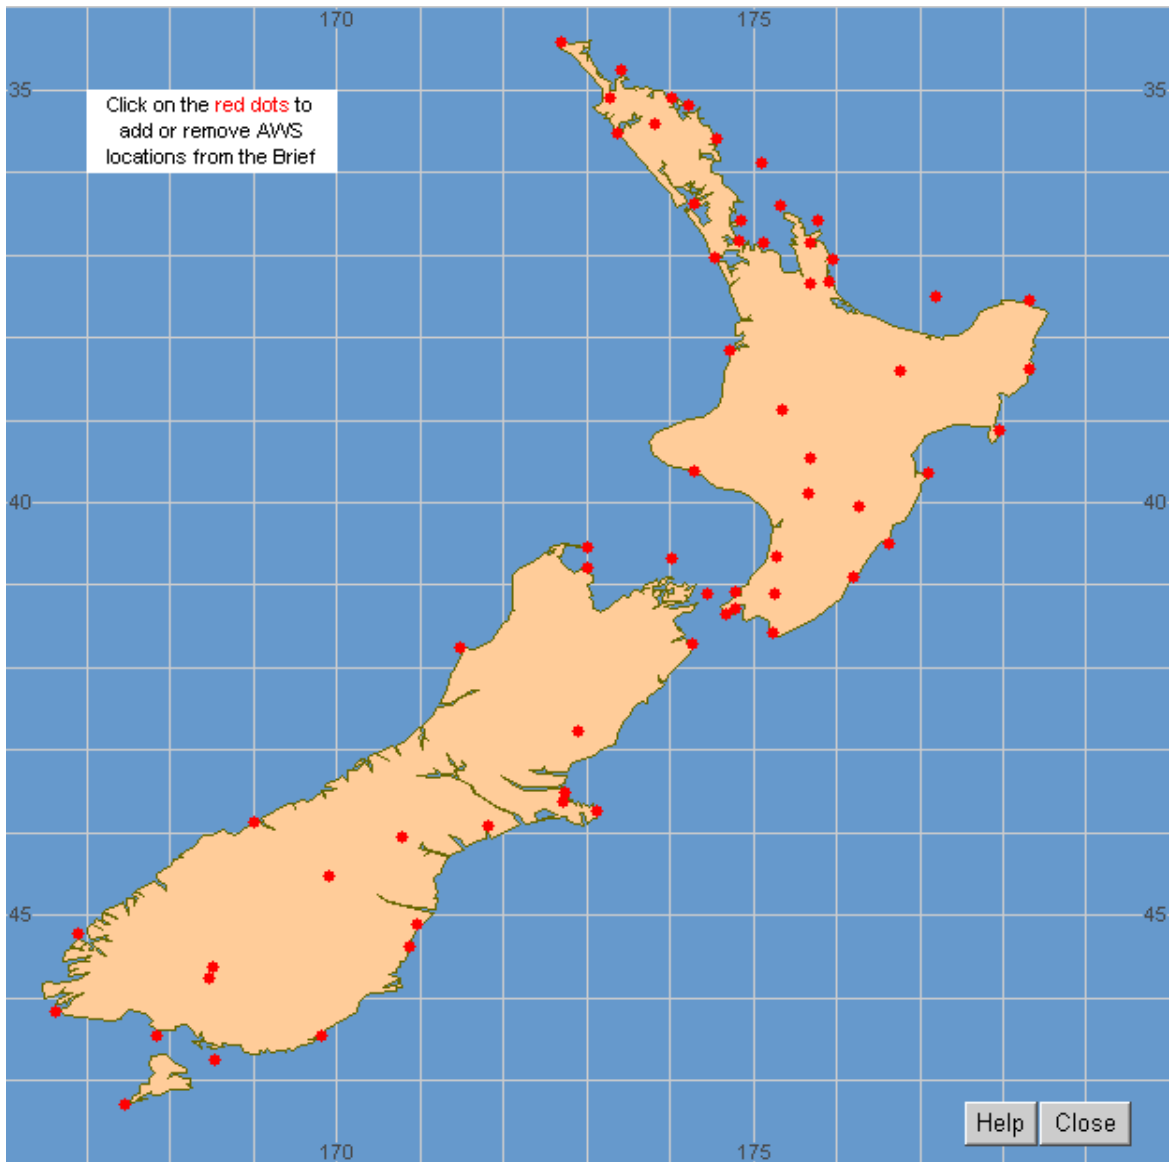 170 175
35 35
Click on the red dots to
add or remove AWS
locations from the Brief
40 40
45 45
Help Close
170 175